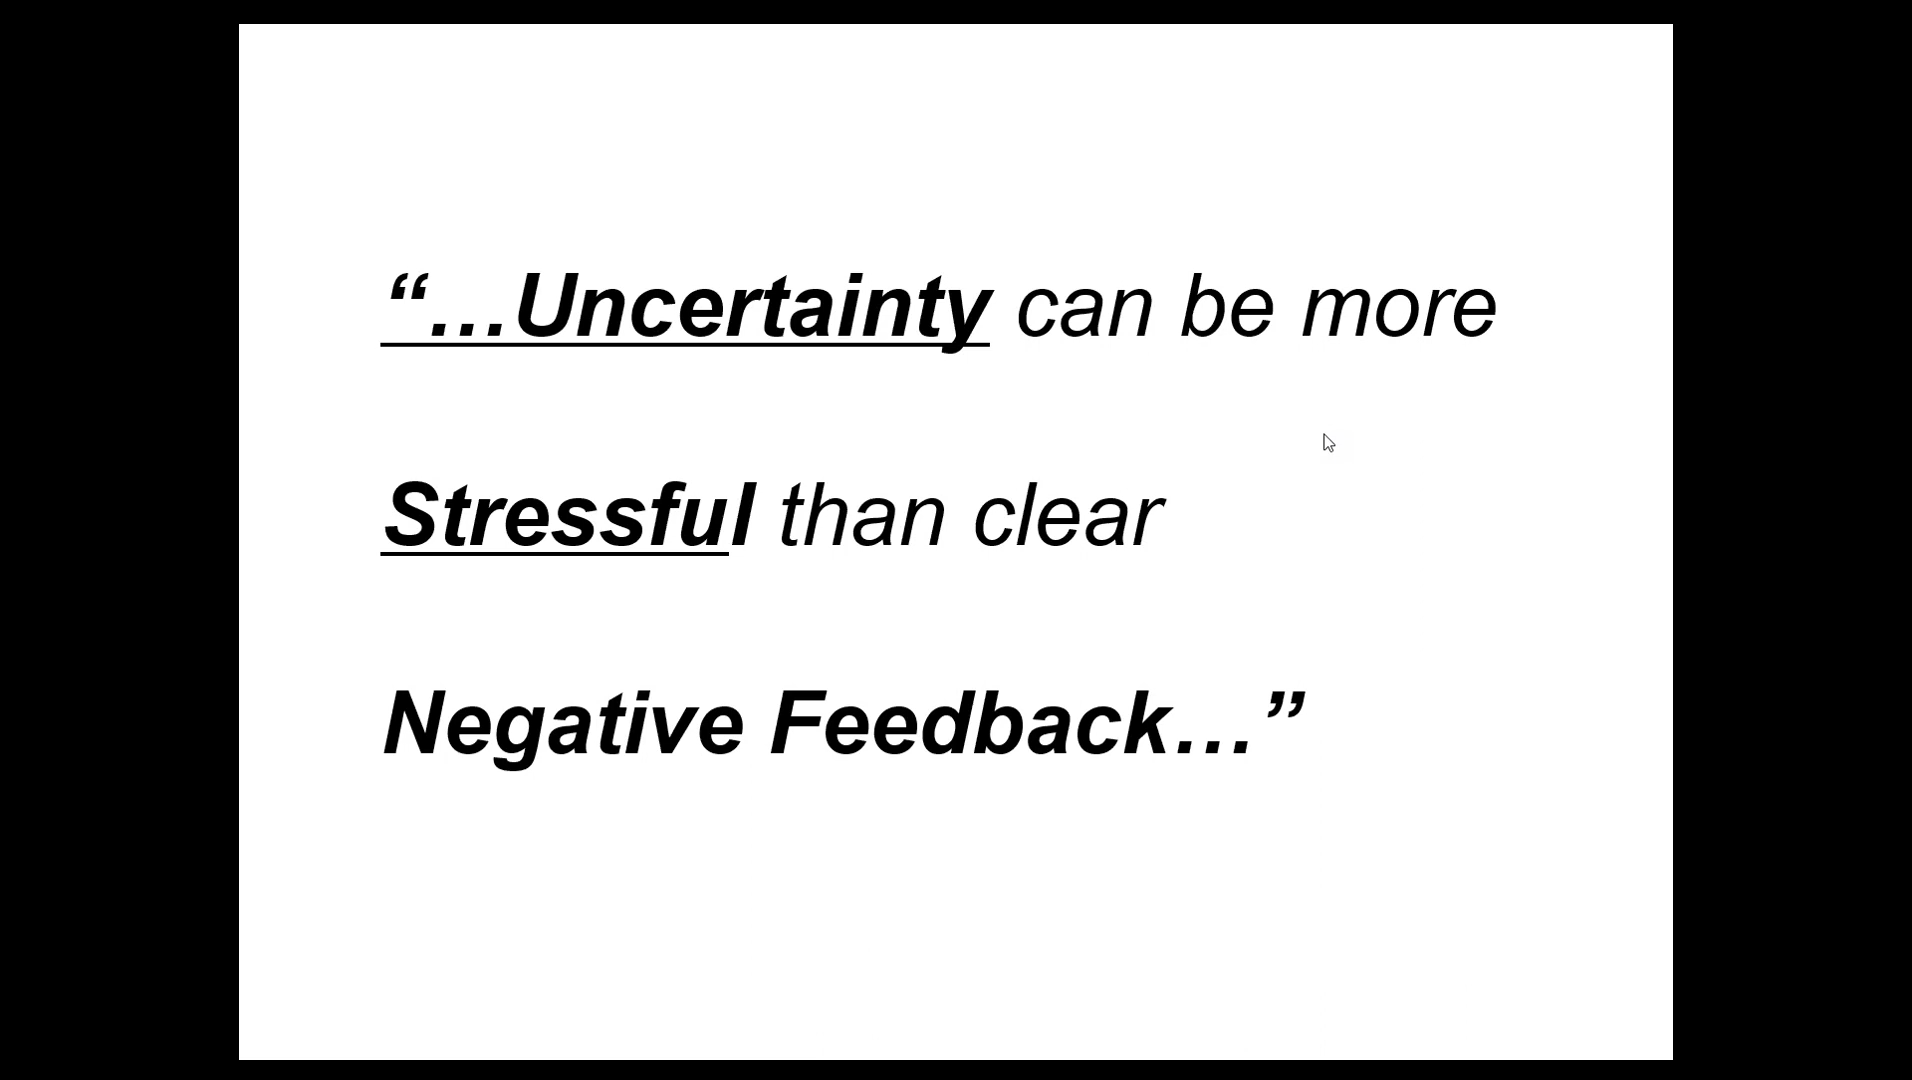 “…Uncertainty can be more
Stressful than clear
Negative Feedback…”